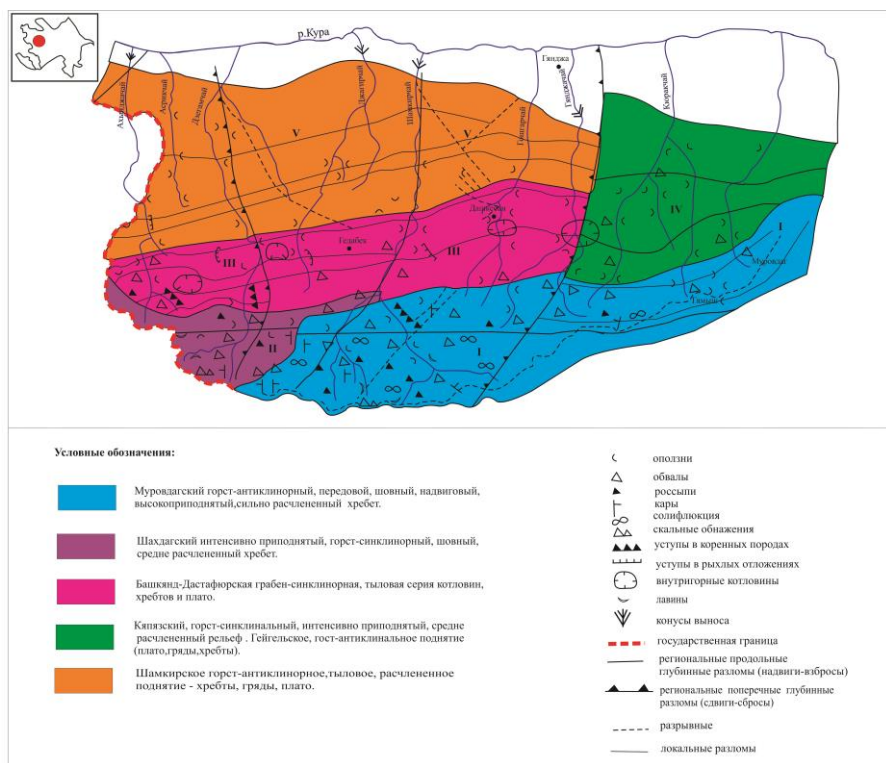 р.Кура
Гянджа
Ахынджачай
Асрикчай
Дзегамчай
Джагирчай
Шамкирчай
Гошгарчай
Гянджачай
Кюракчай
V
V
IV
Дашкесан
Гедабек
III
III
I
Муровдаг
Гямыш
II
I
Условные обозначения:
Муровдагский горст-антиклинорный, передовой, шовный, надвиговый,
высокоприподнятый,сильно расчлененный хребет.
Шахдагский интенсивно приподнятый, горст-синклинорный, шовный,
средне расчлененный хребет.
Башкянд-Дастафюрская грабен-синклинорная, тыловая серия котловин,
хребтов и плато.
Кяпязский, горст-синклинальный, интенсивно приподнятый, средне
расчлененный рельеф . Гейгельское, гост-антиклинальное поднятие
(плато,гряды,хребты).
Шамкирское горст-антиклинорное,тыловое, расчлененное
поднятие - хребты, гряды, плато.
оползни
обвалы
россыпи
кары
солифлюкция
скальные обнажения
уступы в коренных породах
уступы в рыхлых отложениях
внутригорные котловины
лавины
конусы выноса
государственная граница
региональные продольные
глубинные разломы (надвиги-взбросы)
региональные поперечные глубинные
разломы (сдвиги-сбросы)
разрывные
локальные разломы